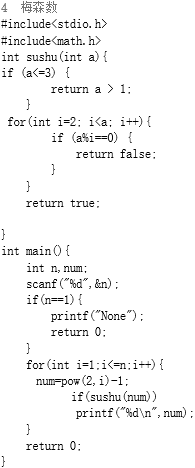 4  梅森数
#include<stdio.h>
#include<math.h>
int sushu(int a){
if (a<=3) {
        return a > 1;
    }
 for(int i=2; i<a; i++){
        if (a%i==0) {
            return false;
        }
    }
    return true;

}
int main(){
    int n,num;
    scanf("%d",&n);
    if(n==1){
        printf("None");
        return 0;
    }
    for(int i=1;i<=n;i++){
      num=pow(2,i)-1;
            if(sushu(num))
             printf("%d\n",num);
    }
    return 0;
}